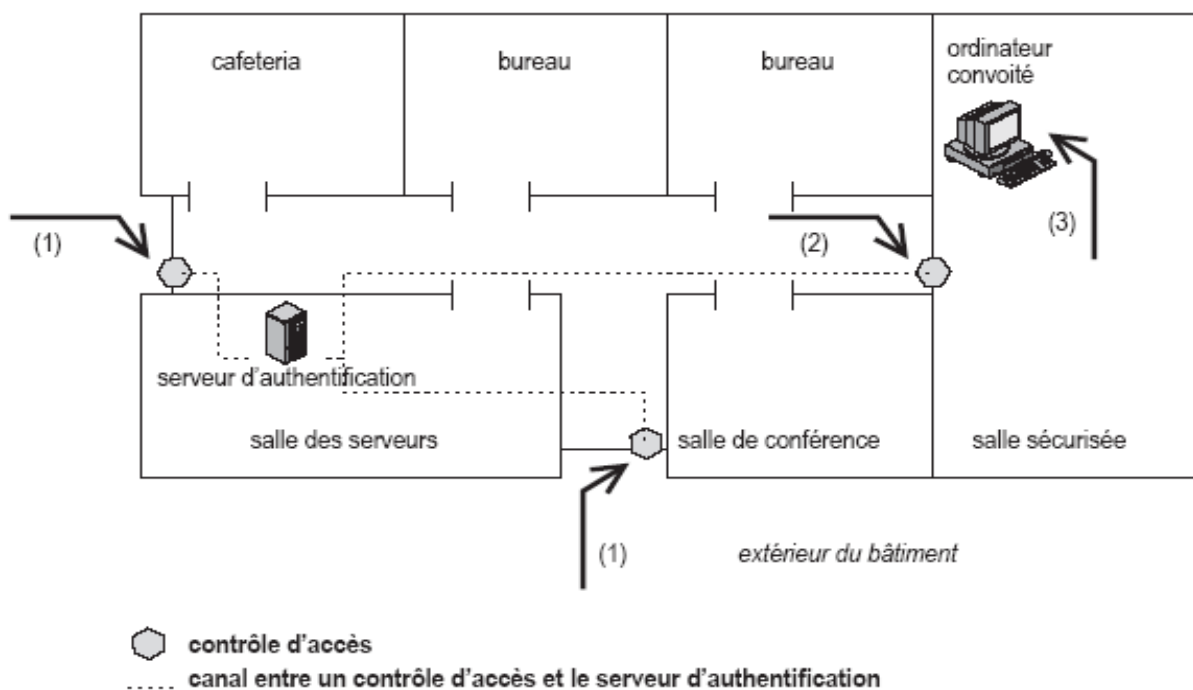 cafeteria
bureau
bureau
ordinateur
convoité
(1)
(2)
(3)
serveur d'authentification
salle des serveurs
salle de conférence
salle sécurisée
(1)
extérieur du bâtiment
contrôle d'accès
canal entre un contrôle d'accès et le serveur d'authentification